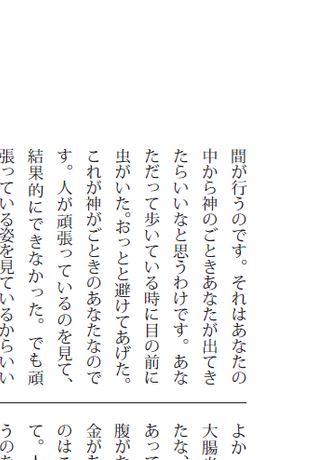 間が行うのです。それはあなたの
中から神のごときあなたが出てき
たらいいなと思うわけです。あな
ただって歩いている時に目の前に
虫がいた。おっとと避けてあげた。
これが神がごときのあなたなので
す。人が頑張っているのを見て、
結果的にできなかった。でも頑
張っている姿を見ているからいい
よか
大腸
たな、
あって
腹が
金があ
のは
て。
うの